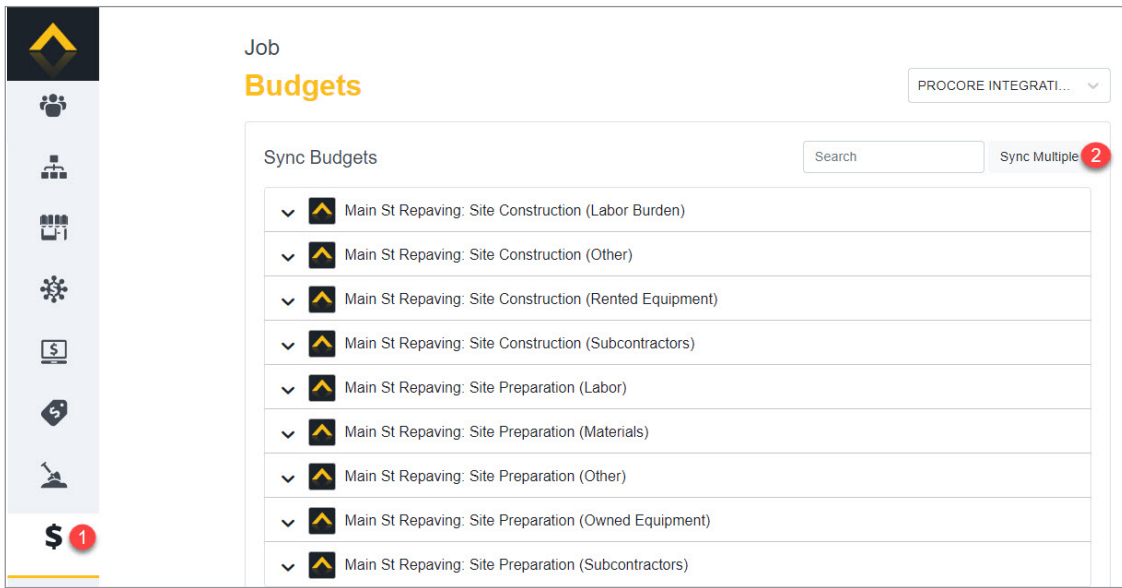 Job
Budgets
PROCORE INTEGRATI...
Sync Budgets
Search
Sync Multiple 2
Main St Repaving: Site Construction (Labor Burden)
Main St Repaving: Site Construction (Other)
Main St Repaving: Site Construction (Rented Equipment)
Main St Repaving: Site Construction (Subcontractors)
Main St Repaving: Site Preparation (Labor)
Main St Repaving: Site Preparation (Materials)
Main St Repaving: Site Preparation (Other)
Main St Repaving: Site Preparation (Owned Equipment)
Main St Repaving: Site Preparation (Subcontractors)
$ 1